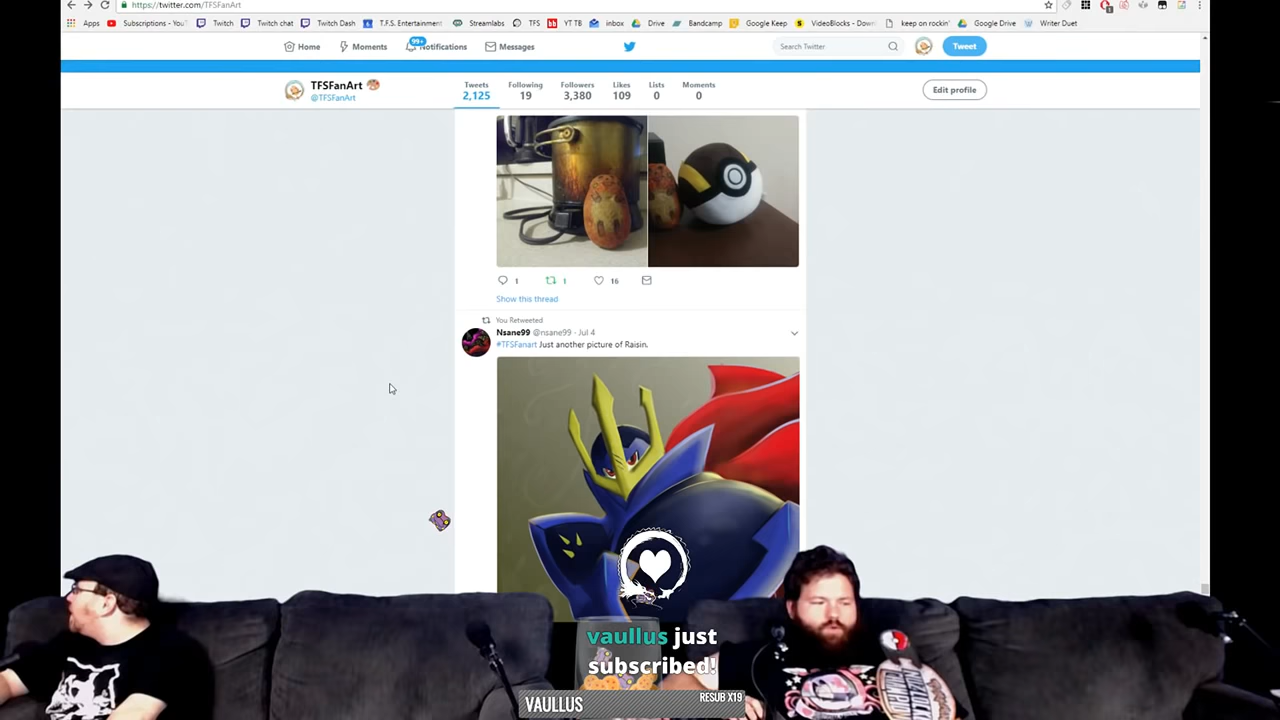 https://twitter.com/TFSFanArt
Apps Subscriptions - You Twitch Twitch chat Twitch Dash T.F.S. Entertainment Streamlabs TFS YT TB inbox Drive Bandcamp Google Keep VideoBlocks - Dow keep on rockin' Google Drive Writer Duet
Home Moments 99+ Notifications Messages Search Twitter Tweet
TFSFanArt
@TFSFanArt
Tweets Following Followers Likes Lists Moments
2,125 19 3,380 109 0 0
Edit profile
1 1 16
Show this thread
You Retweeted
Nsane99 @nsane99 · Jul 4
#TFSFanart Just another picture of Raisin.
vaullus just
subscribed!
VAULLUS RESUB X19